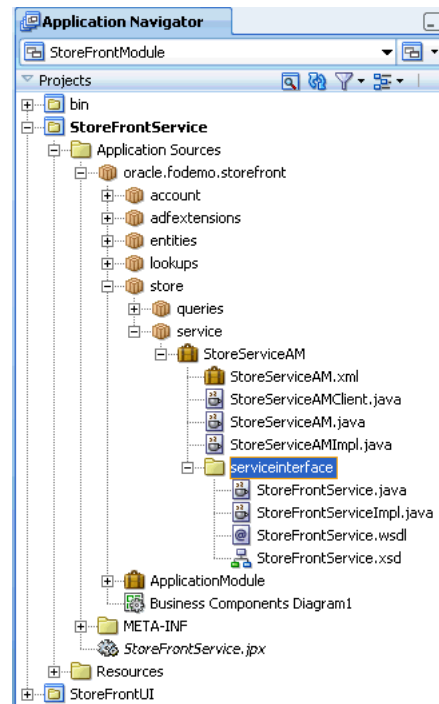 Application Navigator
StoreFrontModule
Projects
bin
StoreFrontService
Application Sources
oracle.fodemo.storefront
account
adfextensions
entities
lookups
store
queries
service
StoreServiceAM
StoreServiceAM.xml
StoreServiceAMClient.java
StoreServiceAM.java
StoreServiceAMImpl.java
serviceinterface
StoreFrontService.java
StoreFrontServiceImpl.java
StoreFrontService.wsdl
StoreFrontService.xsd
ApplicationModule
Business Components Diagram1
META-INF
StoreFrontService.jpx
Resources
StoreFrontUI